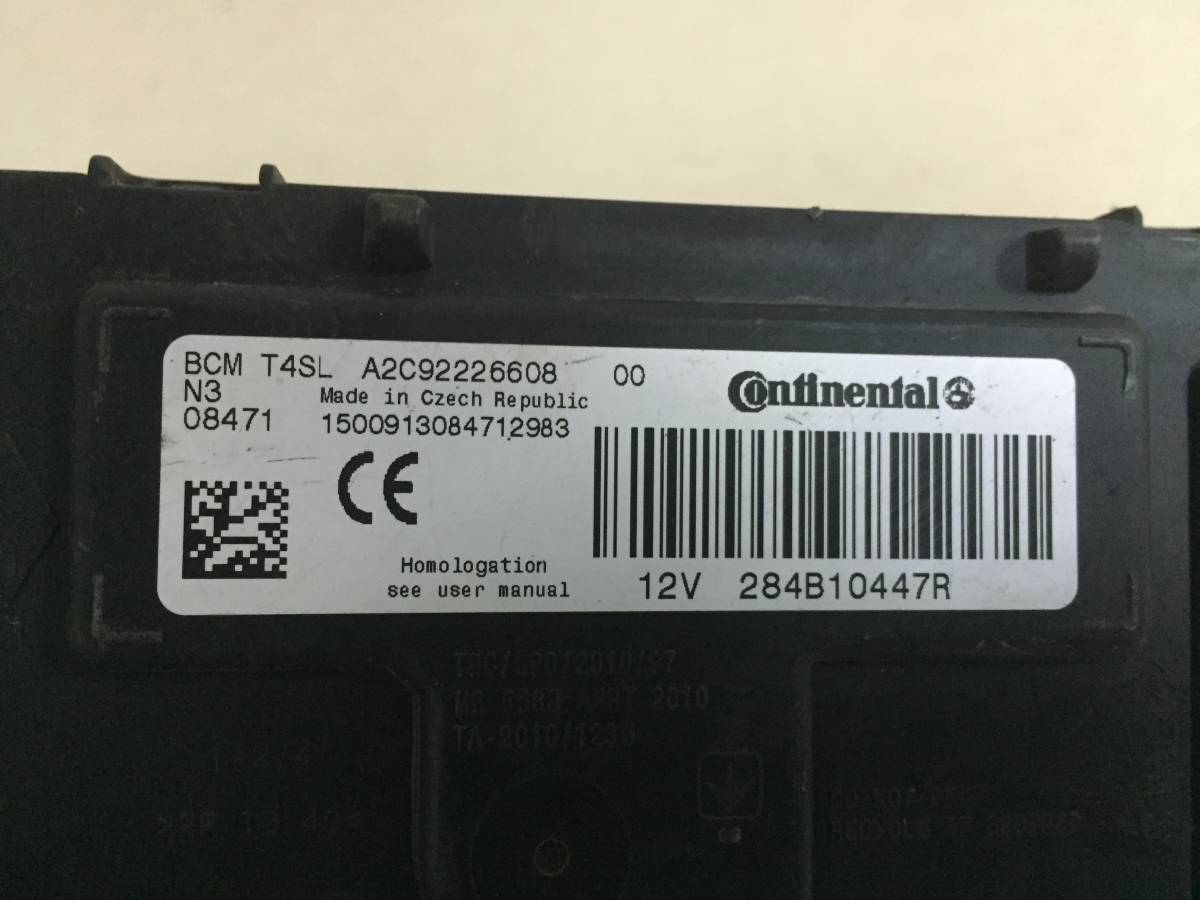 BCM T4SL A2C92226608 00
N3 Made in Czech Republic
08471 1500913084712983
Continental
CE
Homologation
see user manual
12V 284B10447R
2010